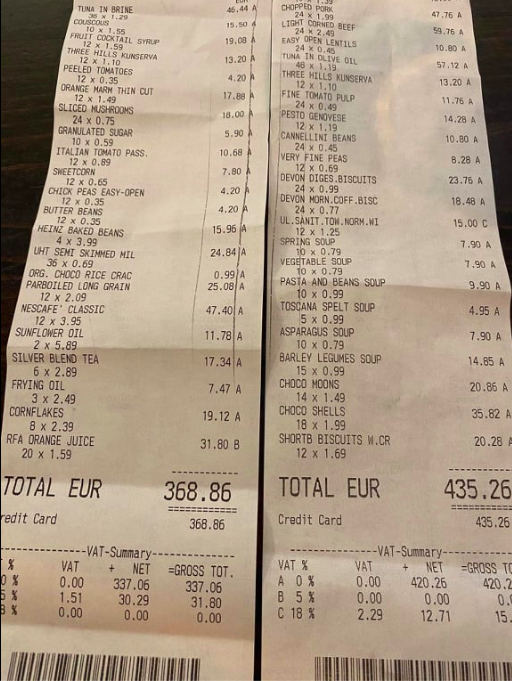 EUR
TUNA IN BRINE 46.44 A
36 x 1.29
COUSCOUS 15.50 A
10 x 1.55
FRUIT COCKTAIL SYRUP 19.08 A
12 x 1.59
THREE HILLS KUNSERVA 13.20 A
12 x 1.10
PEELED TOMATOES 4.20 A
12 x 0.35
ORANGE MARM THIN CUT 17.88 A
12 x 1.49
SLICED MUSHROOMS 18.00 A
24 x 0.75
GRANULATED SUGAR 5.90 A
10 x 0.59
ITALIAN TOMATO PASS. 10.68 A
12 x 0.89
SWEETCORN 7.80 A
12 x 0.65
CHICK PEAS EASY-OPEN 4.20 A
12 x 0.35
BUTTER BEANS 4.20 A
12 x 0.35
HEINZ BAKED BEANS 15.96 A
4 x 3.99
UHT SEMI SKIMMED MIL 24.84 A
36 x 0.69
ORG. CHOCO RICE CRAC 0.99 A
PARBOILED LONG GRAIN 25.08 A
12 x 2.09
NESCAFE' CLASSIC 47.40 A
12 x 3.95
SUNFLOWER OIL 11.78 A
2 x 5.89
SILVER BLEND TEA 17.34 A
6 x 2.89
FRYING OIL 7.47 A
3 x 2.49
CORNFLAKES 19.12 A
8 x 2.39
RFA ORANGE JUICE 31.80 B
20 x 1.59
TOTAL EUR 368.86
redit Card 368.86
VAT-Summary
% VAT + NET =GROSS TOT.
0 % 0.00 337.06 337.06
5 % 1.51 30.29 31.80
8 % 0.00 0.00 0.00
CHOPPED PORK 47.76 A
24 x 1.99
LIGHT CORNED BEEF 59.76 A
24 x 2.49
EASY OPEN LENTILS 10.80 A
24 x 0.45
TUNA IN OLIVE OIL 57.12 A
48 x 1.19
THREE HILLS KUNSERVA 13.20 A
12 x 1.10
FINE TOMATO PULP 11.76 A
24 x 0.49
PESTO GENOVESE 14.28 A
12 x 1.19
CANNELLINI BEANS 10.80 A
24 x 0.45
VERY FINE PEAS 8.28 A
12 x 0.69
DEVON DIGES.BISCUITS 23.76 A
24 x 0.99
DEVON MORN.COFF.BISC 18.48 A
24 x 0.77
UL.SANIT.TOW.NORM.WI 15.00 C
12 x 1.25
SPRING SOUP 7.90 A
10 x 0.79
VEGETABLE SOUP 7.90 A
10 x 0.79
PASTA AND BEANS SOUP 9.90 A
10 x 0.99
TOSCANA SPELT SOUP 4.95 A
5 x 0.99
ASPARAGUS SOUP 7.90 A
10 x 0.79
BARLEY LEGUMES SOUP 14.85 A
15 x 0.99
CHOCO MOONS 20.86 A
14 x 1.49
CHOCO SHELLS 35.82 A
18 x 1.99
SHORTB BISCUITS W.CR 20.28 A
12 x 1.69
TOTAL EUR 435.26
Credit Card 435.26
VAT-Summary
VAT % VAT + NET =GROSS TO
A 0 % 0.00 420.26 420.2
B 5 % 0.00 0.00 0.
C 18 % 2.29 12.71 15.